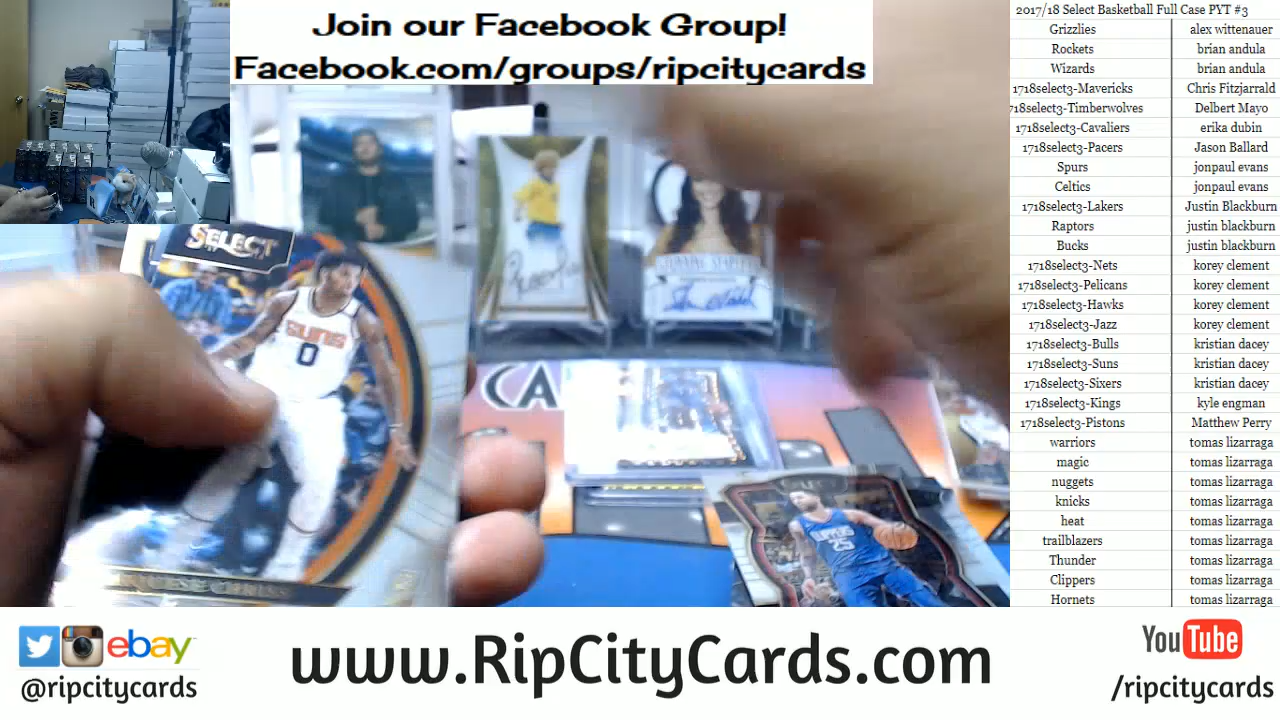 Join our Facebook Group!
Facebook.com/groups/ripcitycards
2017/18 Select Basketball Full Case PYT #3
Grizzlies alex wittenauer
Rockets brian andula
Wizards brian andula
1718select3-Mavericks Chris Fitzjarrald
718select3-Timberwolves Delbert Mayo
1718select3-Cavaliers erika dubin
1718select3-Pacers Jason Ballard
Spurs jonpaul evans
Celtics jonpaul evans
1718select3-Lakers Justin Blackburn
Raptors justin blackburn
Bucks justin blackburn
1718select3-Nets korey clement
1718select3-Pelicans korey clement
1718select3-Hawks korey clement
1718select3-Jazz korey clement
1718select3-Bulls kristian dacey
1718select3-Suns kristian dacey
1718select3-Sixers kristian dacey
1718select3-Kings kyle engman
1718select3-Pistons Matthew Perry
warriors tomas lizarraga
magic tomas lizarraga
nuggets tomas lizarraga
knicks tomas lizarraga
heat tomas lizarraga
trailblazers tomas lizarraga
Thunder tomas lizarraga
Clippers tomas lizarraga
Hornets tomas lizarraga
SELECT
SUNS
0
CA
CLIPPERS
25
ebay
@ripcitycards
www.RipCityCards.com
YouTube
/ripcitycards